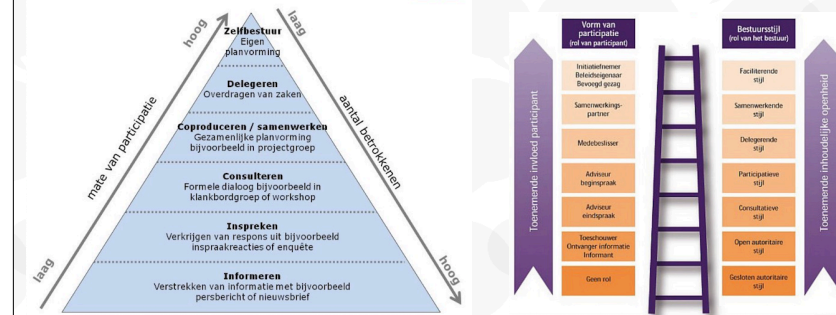 hoog
laag
mate van participatie
aantal betrokkenen
laag
hoog
Zelfbestuur
Eigen
planvorming
Delegeren
Overdragen van zaken
Coproduceren / samenwerken
Gezamenlijke planvorming
bijvoorbeeld in projectgroep
Consulteren
Formele dialoog bijvoorbeeld in
klankbordgroep of workshop
Inspreken
Verkrijgen van respons uit bijvoorbeeld
inspraakreacties of enquête
Informeren
Verstrekken van informatie met bijvoorbeeld
persbericht of nieuwsbrief
Toenemende invloed participant
Vorm van
participatie
(rol van participant)
Initiatiefnemer
Beleidseigenaar
Bevoegd gezag
Samenwerkings-
partner
Medebeslisser
Adviseur
beginspraak
Adviseur
eindspraak
Toeschouwer
Ontvanger informatie
Informant
Geen rol
Bestuursstijl
(rol van het bestuur)
Faciliterende
stijl
Samenwerkende
stijl
Delegerende
stijl
Participatieve
stijl
Consultatieve
stijl
Open autoritaire
stijl
Gesloten autoritaire
stijl
Toenemende inhoudelijke openheid